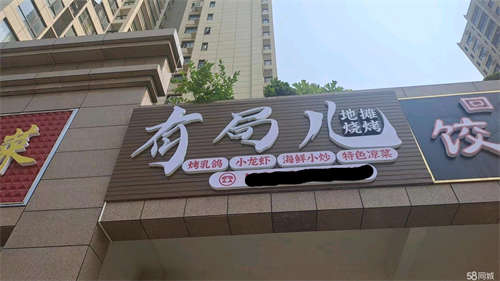 有局儿
地摊
烧烤
烤乳鸽 小龙虾 海鲜小炒 特色凉菜
回
饺
58同城